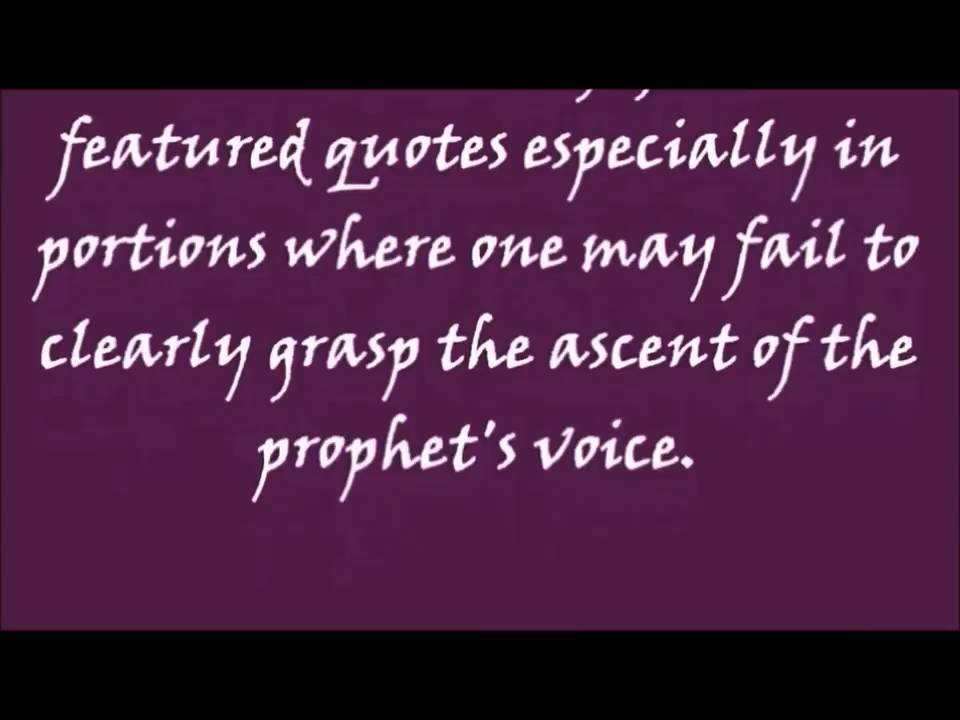 featured quotes especially in
portions where one may fail to
clearly grasp the ascent of the
prophet's voice.